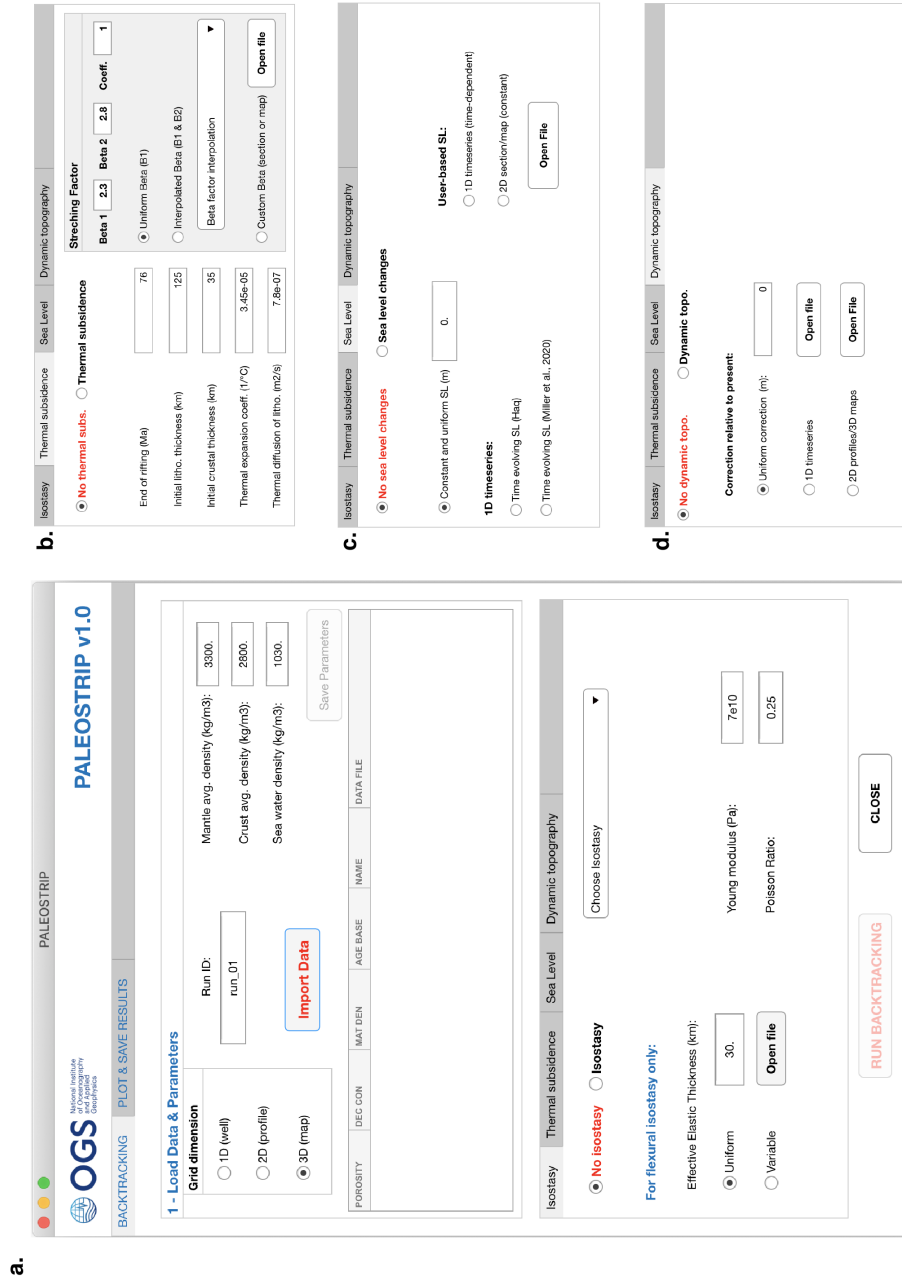 a.
PALEOSTRIP
OGS
National Institute
of Oceanography
and Applied
Geophysics
PALEOSTRIP v1.0
BACKTRACKING PLOT & SAVE RESULTS
1 - Load Data & Parameters
Grid dimension
1D (well)
2D (profile)
3D (map)
Run ID:
run_01
Import Data
Mantle avg. density (kg/m3): 3300.
Crust avg. density (kg/m3): 2800.
Sea water density (kg/m3): 1030.
Save Parameters
POROSITY DEC CON MAT DEN AGE BASE NAME DATA FILE
Isostasy Thermal subsidence Sea Level Dynamic topography
No isostasy Isostasy
Choose Isostasy
For flexural isostasy only:
Effective Elastic Thickness (km):
Uniform 30. Young modulus (Pa): 7e10
Variable Open file Poisson Ratio: 0.25
RUN BACKTRACKING CLOSE
b.
Isostasy Thermal subsidence Sea Level Dynamic topography
No thermal subs. Thermal subsidence
End of rifting (Ma) 76
Initial litho. thickness (km) 125
Initial crustal thickness (km) 35
Thermal expansion coeff. (1/°C) 3.45e-05
Thermal diffusion of litho. (m2/s) 7.8e-07
Streching Factor
Beta 1 2.3 Beta 2 2.8 Coeff. 1
Uniform Beta (B1)
Interpolated Beta (B1 & B2)
Beta factor interpolation
Custom Beta (section or map) Open file
c.
Isostasy Thermal subsidence Sea Level Dynamic topography
No sea level changes Sea level changes
Constant and uniform SL (m) 0.
1D timeseries:
Time evolving SL (Haq)
Time evolving SL (Miller et al., 2020)
User-based SL:
1D timeseries (time-dependent)
2D section/map (constant)
Open File
d.
Isostasy Thermal subsidence Sea Level Dynamic topography
No dynamic topo. Dynamic topo.
Correction relative to present:
Uniform correction (m): 0
1D timeseries Open file
2D profiles/3D maps Open File